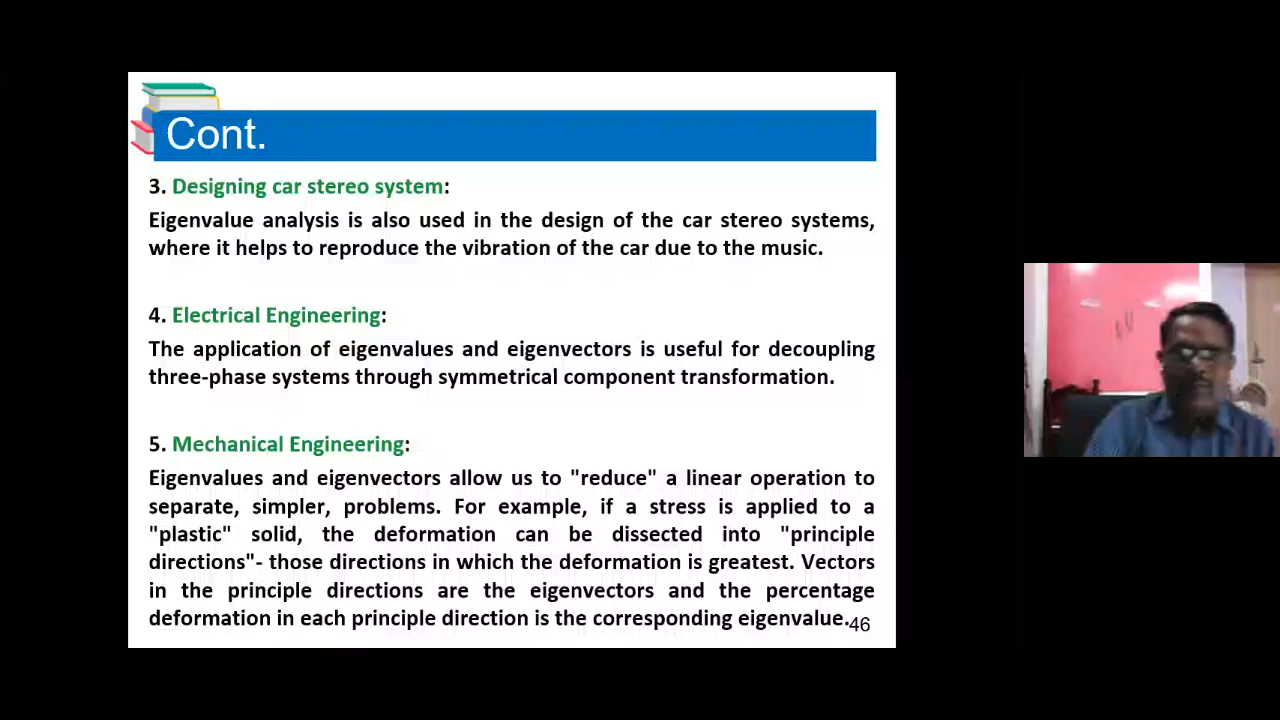 Cont.
3. Designing car stereo system:
Eigenvalue analysis is also used in the design of the car stereo systems,
where it helps to reproduce the vibration of the car due to the music.
4. Electrical Engineering:
The application of eigenvalues and eigenvectors is useful for decoupling
three-phase systems through symmetrical component transformation.
5. Mechanical Engineering:
Eigenvalues and eigenvectors allow us to "reduce" a linear operation to
separate, simpler, problems. For example, if a stress is applied to a
"plastic" solid, the deformation can be dissected into "principle
directions"- those directions in which the deformation is greatest. Vectors
in the principle directions are the eigenvectors and the percentage
deformation in each principle direction is the corresponding eigenvalue.
46